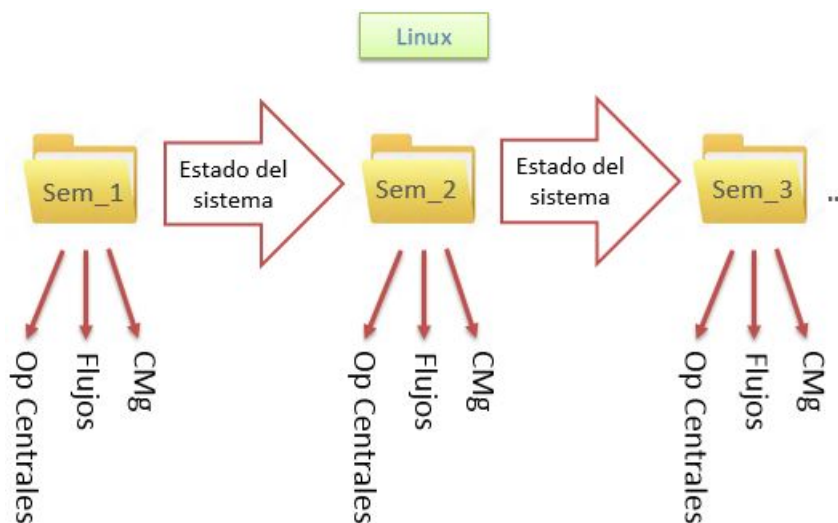 Linux
Sem_1
Estado del
sistema
Sem_2
Estado del
sistema
Sem_3
..
Op Centrales
Flujos
CMg
Op Centrales
Flujos
CMg
Op Centrales
Flujos
CMg